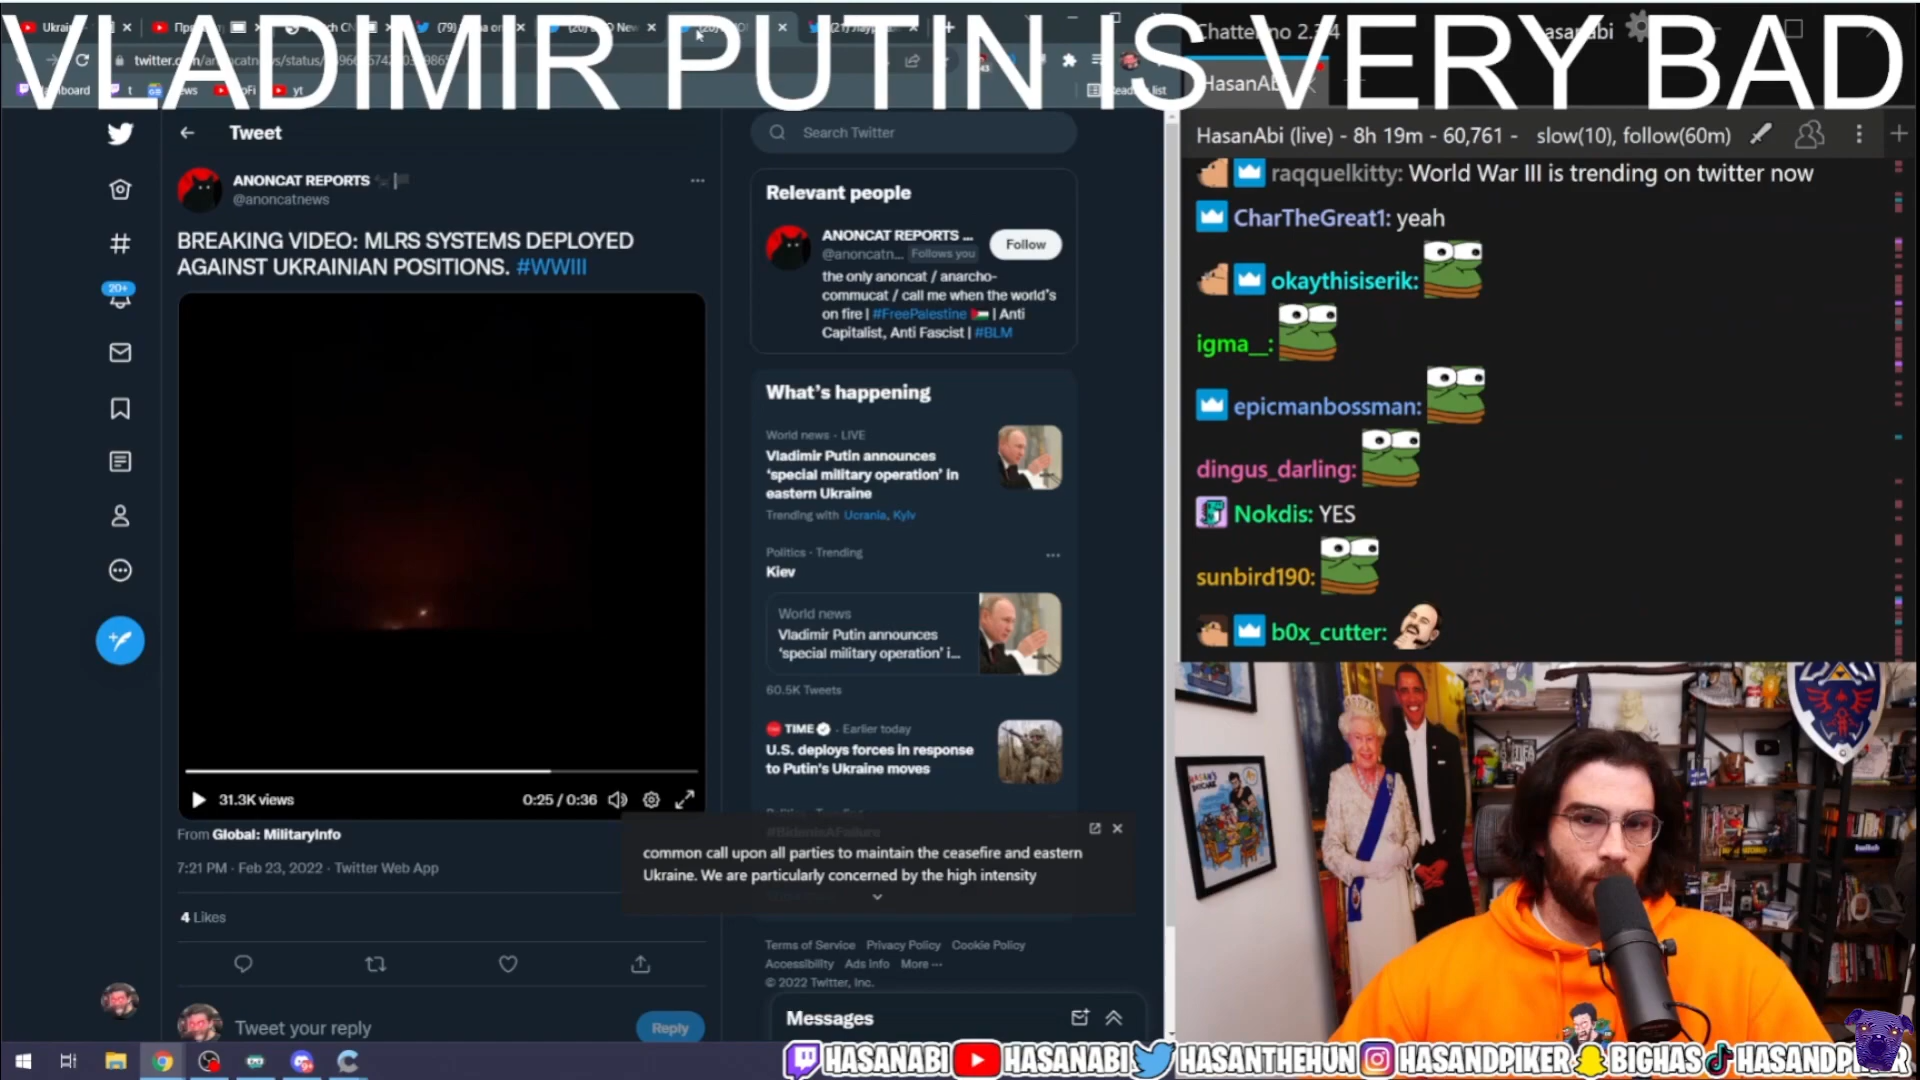 VLADIMIR PUTIN IS VERY BAD
Chatterino
HasanAbi
HasanAbi (live) - 8h 19m - 60,761 - slow(10), follow(60m)
raqquelkitty: World War III is trending on twitter now
CharTheGreat1: yeah
okaythisiserik:
igma__:
epicmanbossman:
dingus_darling:
Nokdis: YES
sunbird190:
b0x_cutter:
Tweet
20+
ANONCAT REPORTS
@anoncatnews
BREAKING VIDEO: MLRS SYSTEMS DEPLOYED
AGAINST UKRAINIAN POSITIONS. #WWIII
31.3K views
0:25 / 0:36
From Global: MilitaryInfo
7:21 PM · Feb 23, 2022 · Twitter Web App
4 Likes
Tweet your reply
Reply
Search Twitter
Relevant people
ANONCAT REPORTS ...
@anoncatn... Follows you
Follow
the only anoncat / anarcho-
commucat / call me when the world's
on fire | #FreePalestine | Anti
Capitalist, Anti Fascist | #BLM
What's happening
World news · LIVE
Vladimir Putin announces
'special military operation' in
eastern Ukraine
Trending with Ucrania, Kyiv
Politics · Trending
Kiev
World news
Vladimir Putin announces
'special military operation' i...
60.5K Tweets
TIME · Earlier today
U.S. deploys forces in response
to Putin's Ukraine moves
#BidenIsAFailure
common call upon all parties to maintain the ceasefire and eastern
Ukraine. We are particularly concerned by the high intensity
Terms of Service Privacy Policy Cookie Policy
Accessibility Ads info More ...
© 2022 Twitter, Inc.
Messages
HASANABI HASANABI HASANTHEHUN HASANDPIKER BIGHAS